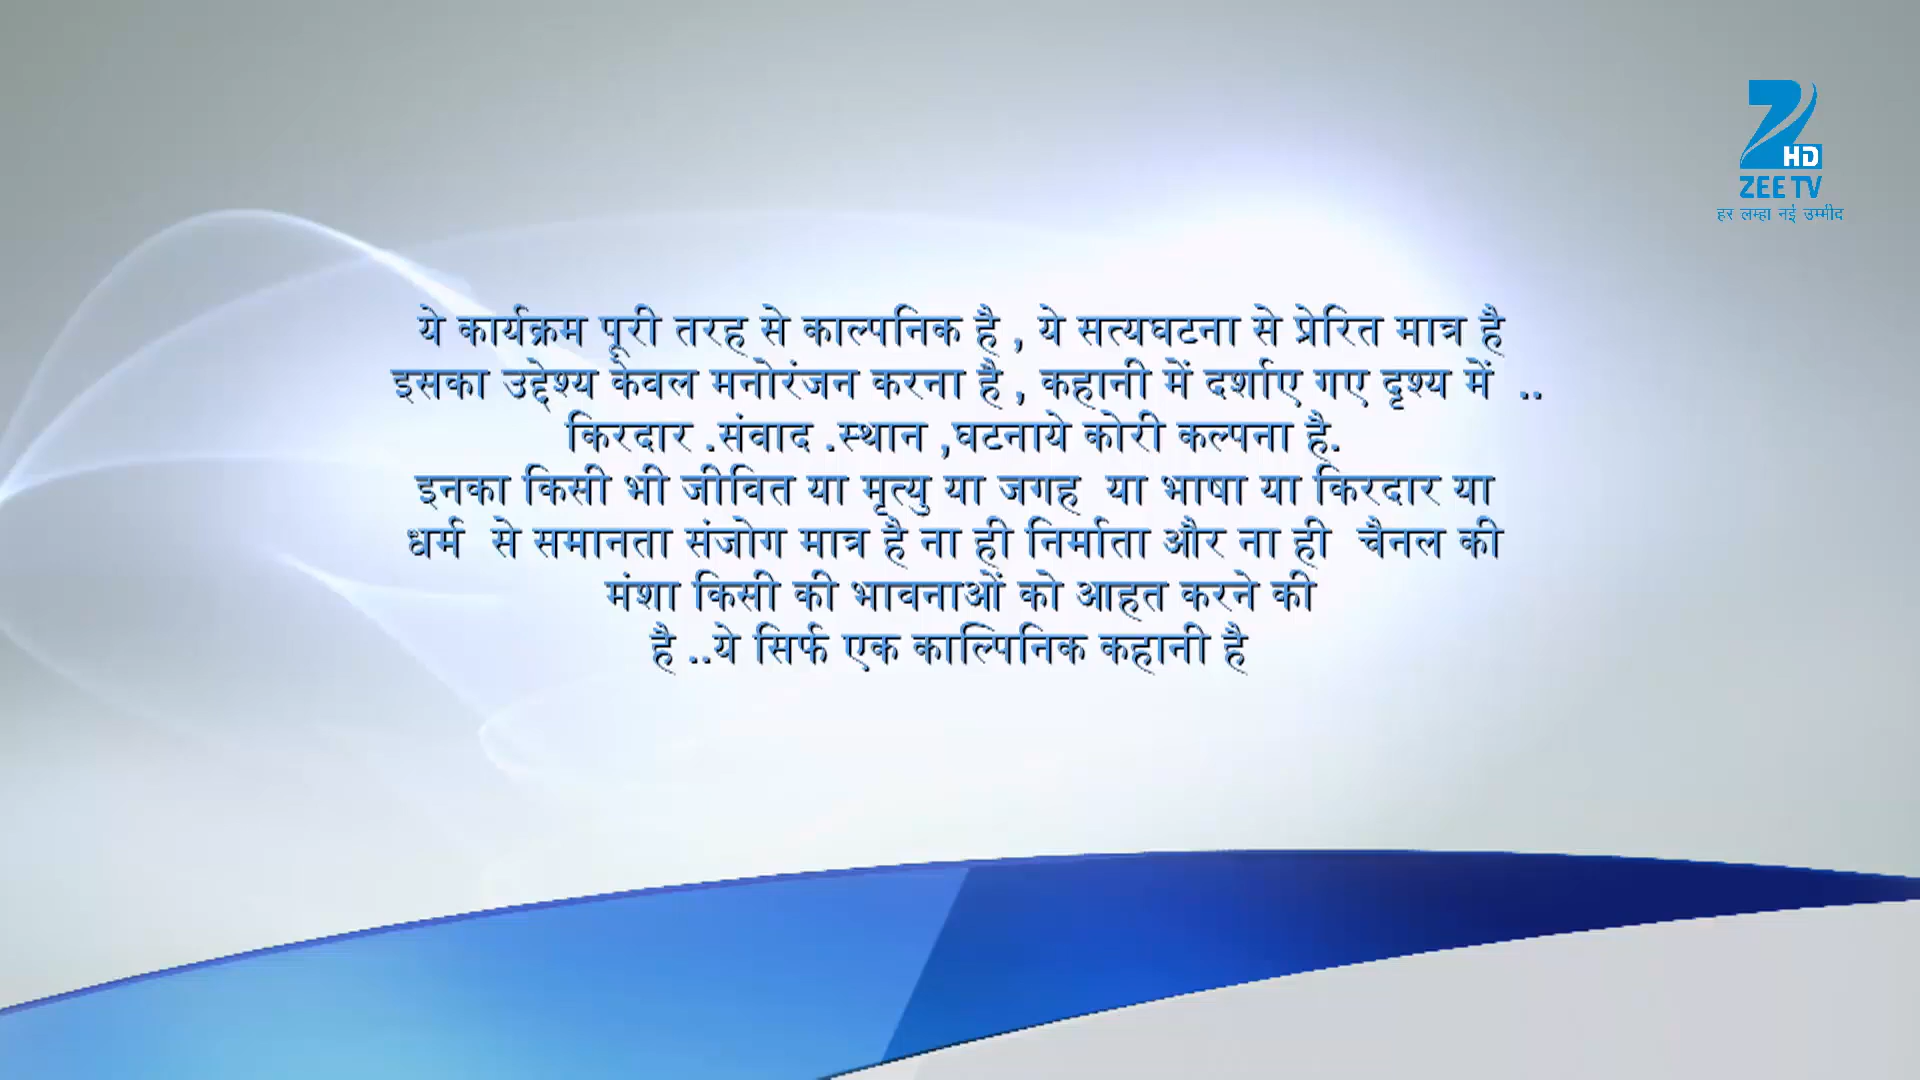 HD
ZEE TV
हर लम्हा नई उम्मीद
ये कार्यक्रम पूरी तरह से काल्पनिक है , ये सत्यघटना से प्रेरित मात्र है
इसका उद्देश्य केवल मनोरंजन करना है , कहानी में दर्शाए गए दृश्य में ..
किरदार .संवाद .स्थान ,घटनाये कोरी कल्पना है.
इनका किसी भी जीवित या मृत्यु या जगह या भाषा या किरदार या
धर्म से समानता संजोग मात्र है ना ही निर्माता और ना ही चैनल की
मंशा किसी की भावनाओं को आहत करने की
है ..ये सिर्फ एक काल्पिनिक कहानी है